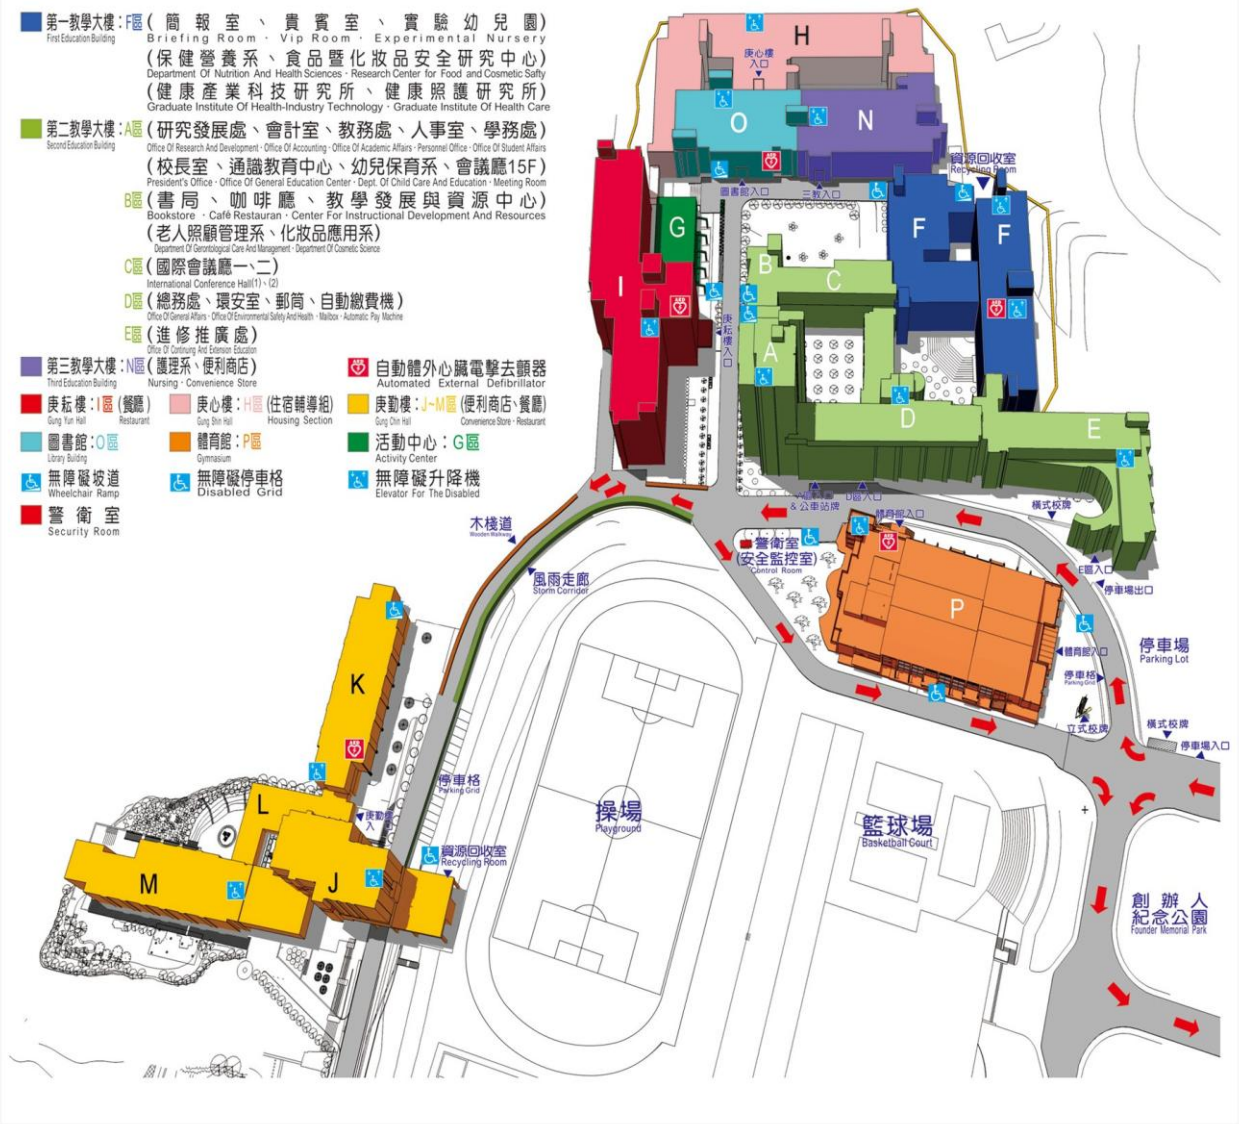 第一教學大樓：F區（簡報室、貴賓室、實驗幼兒園）
First Education Building
Briefing Room · Vip Room · Experimental Nursery
（保健營養系、食品暨化妝品安全研究中心）
Department Of Nutrition And Health Sciences · Research Center for Food and Cosmetic Safty
（健康產業科技研究所、健康照護研究所）
Graduate Institute Of Health-Industry Technology · Graduate Institute Of Health Care
第二教學大樓：A區（研究發展處、會計室、教務處、人事室、學務處）
Second Education Building
Office Of Research And Development · Office Of Accounting · Office Of Academic Affairs · Personnel Office · Office Of Student Affairs
（校長室、通識教育中心、幼兒保育系、會議廳15F）
President's Office · Office Of General Education Center · Dept. Of Child Care And Education · Meeting Room
B區（書局、咖啡廳、教學發展與資源中心）
Bookstore · Café Restauran · Center For Instructional Development And Resources
（老人照顧管理系、化妝品應用系）
Department Of Gerontological Care And Management · Department Of Cosmetic Science
C區（國際會議廳一、二）
International Conference Hall(1)、(2)
D區（總務處、環安室、郵筒、自動繳費機）
Office Of General Affairs · Office Of Environmental Safety And Health · Mailbox · Automatic Pay Machine
E區（進修推廣處）
Office Of Continuing And Extension Education
第三教學大樓：N區（護理系、便利商店）
Third Education Building
Nursing · Convenience Store
自動體外心臟電擊去顫器
Automated External Defibrillator
庚耘樓：I區（餐廳）
Gung Yun Hall
Restaurant
庚心樓：H區（住宿輔導組）
Gung Shin Hall
Housing Section
庚勤樓：J~M區（便利商店、餐廳）
Gung Chin Hall
Convenience Store · Restaurant
圖書館：O區
Library Building
體育館：P區
Gymnasium
活動中心：G區
Activity Center
無障礙坡道
Wheelchair Ramp
無障礙停車格
Disabled Grid
無障礙升降機
Elevator For The Disabled
警衛室
Security Room
H
庚心樓
入口
O
N
資源回收室
Recycling Room
圖書館入口
三教入口
G
F
F
B
C
I
庚耘樓入口
A
D
E
AED
& 公車站牌
D區入口
體育館入口
橫式校牌
木棧道
Wooden Walkway
警衛室
(安全監控室)
Control Room
E區入口
停車場出口
風雨走廊
Storm Corridor
P
停車場
Parking Lot
體育館入口
停車格
Parking Grid
K
立式校牌
橫式校牌
停車場入口
停車格
Parking Grid
L
操場
Playground
籃球場
Basketball Court
資源回收室
Recycling Room
M
J
創辦人
紀念公園
Founder Memorial Park